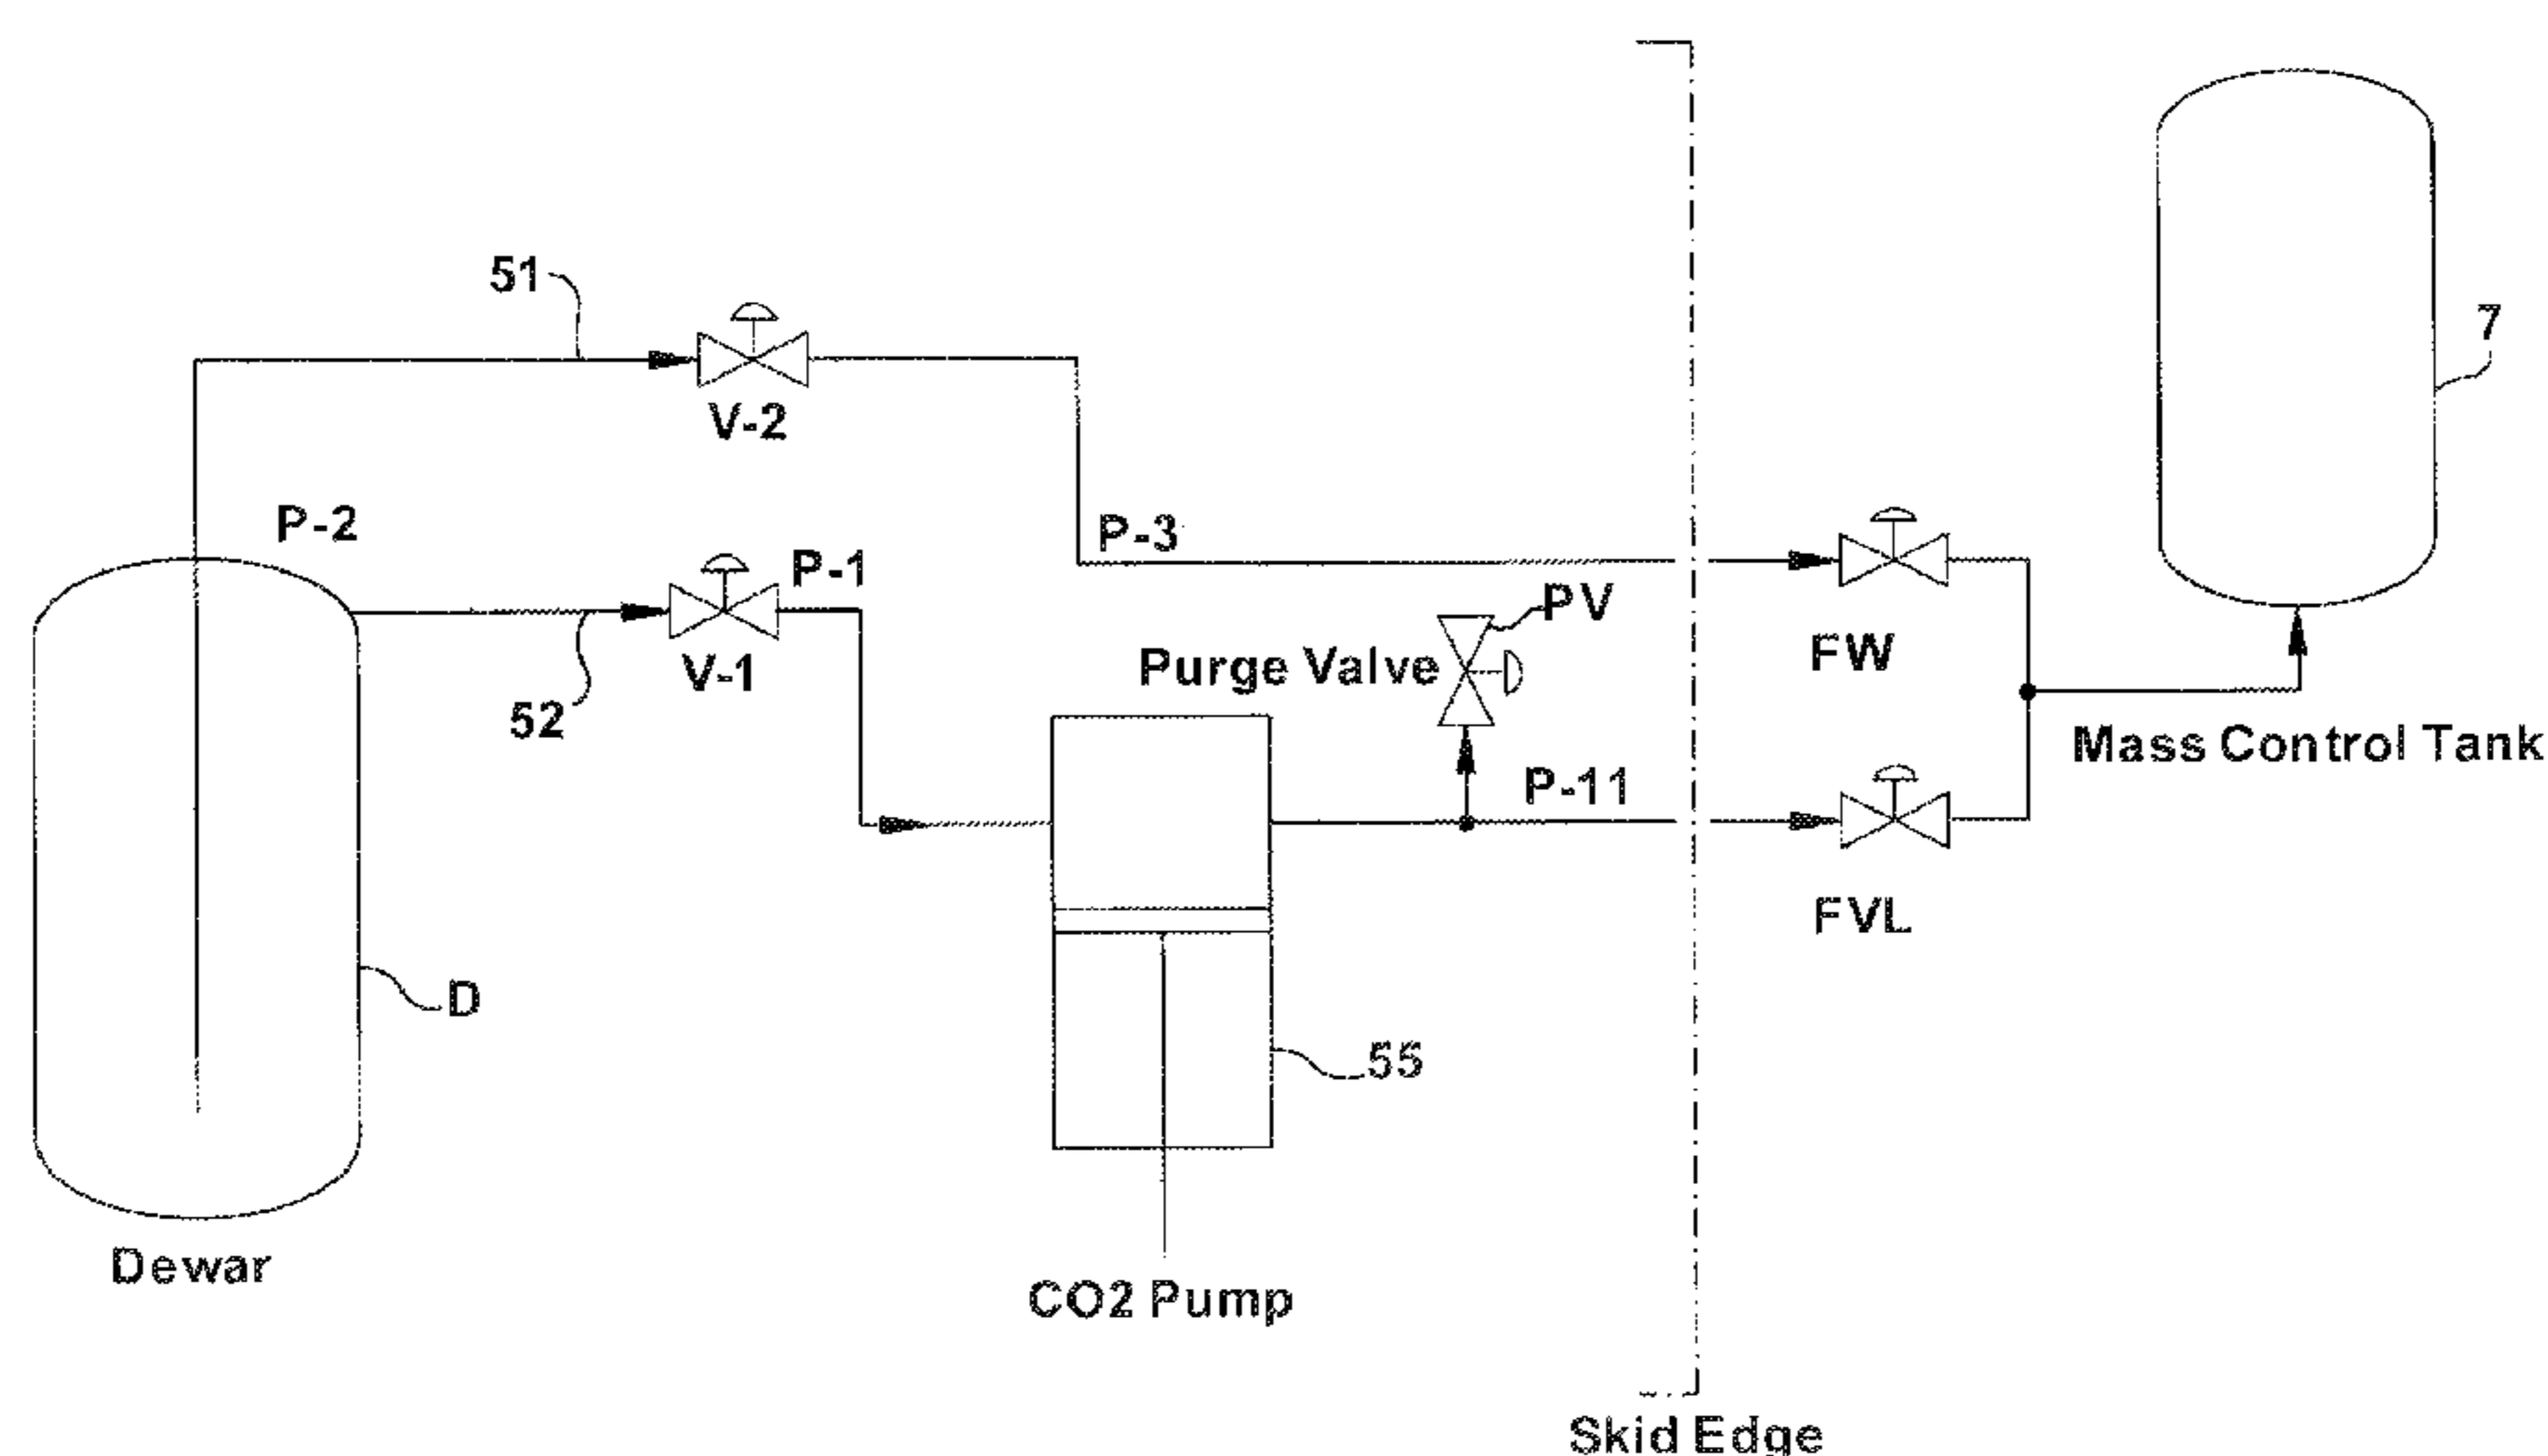 51
7
V-2
P-2
P-3
P-1
PV
FW
Purge Valve
V-1
52
Mass Control Tank
P-11
FVL
D
55
Dewar
CO2 Pump
Skid Edge